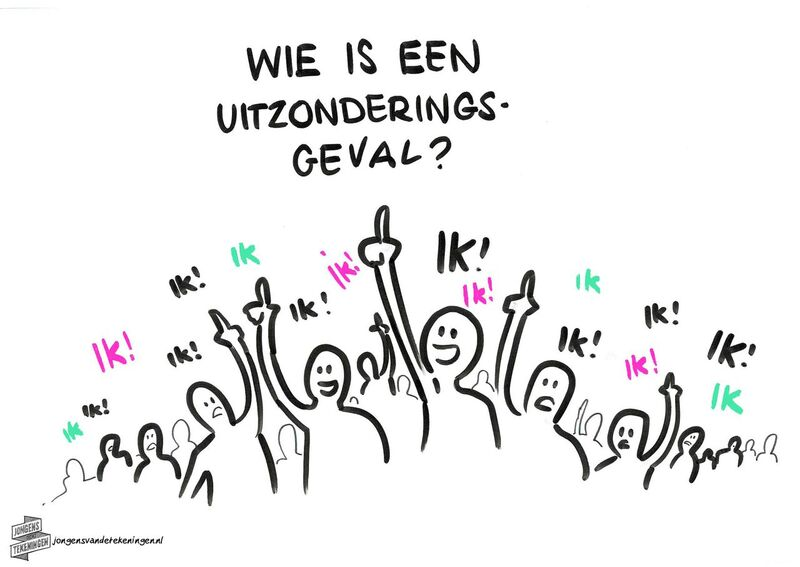 WIE IS EEN
UITZONDERINGS-
GEVAL?
Ik
Ik!
Ik!
Ik!
Ik!
Ik!
Ik
Ik!
Ik!
Ik!
Ik!
Ik!
Ik!
Ik!
Ik
Ik!
Ik
JONGENS
VAN DE
TEKENINGEN
jongensvandetekeningen.nl